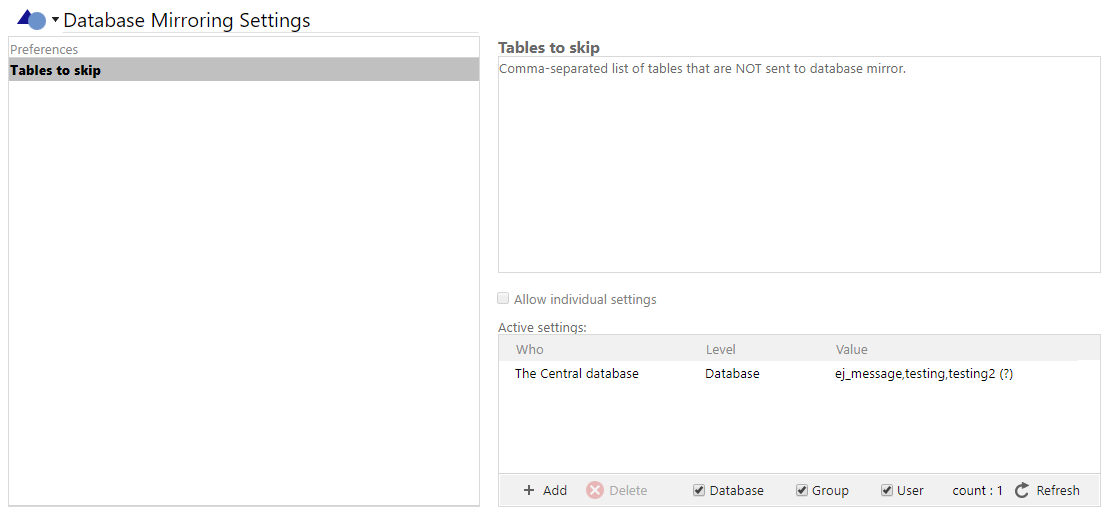 Database Mirroring Settings
Preferences
Tables to skip
Tables to skip
Comma-separated list of tables that are NOT sent to database mirror.
Allow individual settings
Active settings:
Who Level Value
The Central database Database ej_message,testing,testing2 (?)
Add Delete Database Group User count : 1 Refresh